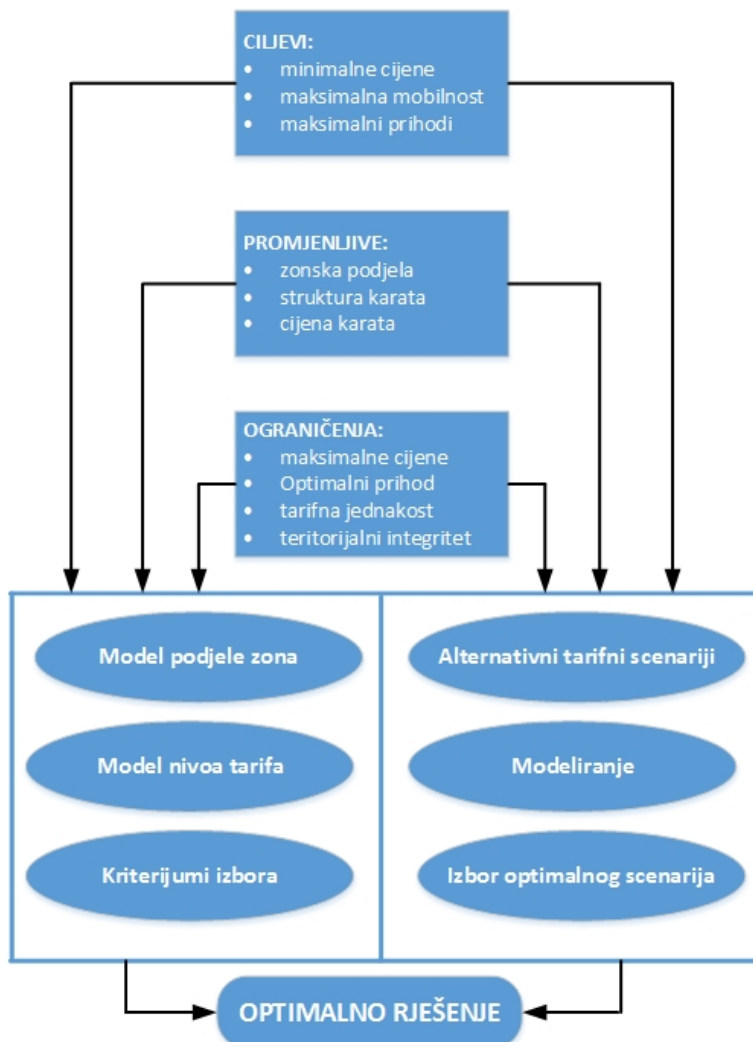 CILJEVI:
• minimalne cijene
• maksimalna mobilnost
• maksimalni prihodi
PROMJENLJIVE:
• zonska podjela
• struktura karata
• cijena karata
OGRANIČENJA:
• maksimalne cijene
• Optimalni prihod
• tarifna jednakost
• teritorijalni integritet
Model podjele zona
Model nivoa tarifa
Kriterijumi izbora
Alternativni tarifni scenariji
Modeliranje
Izbor optimalnog scenarija
OPTIMALNO RJEŠENJE